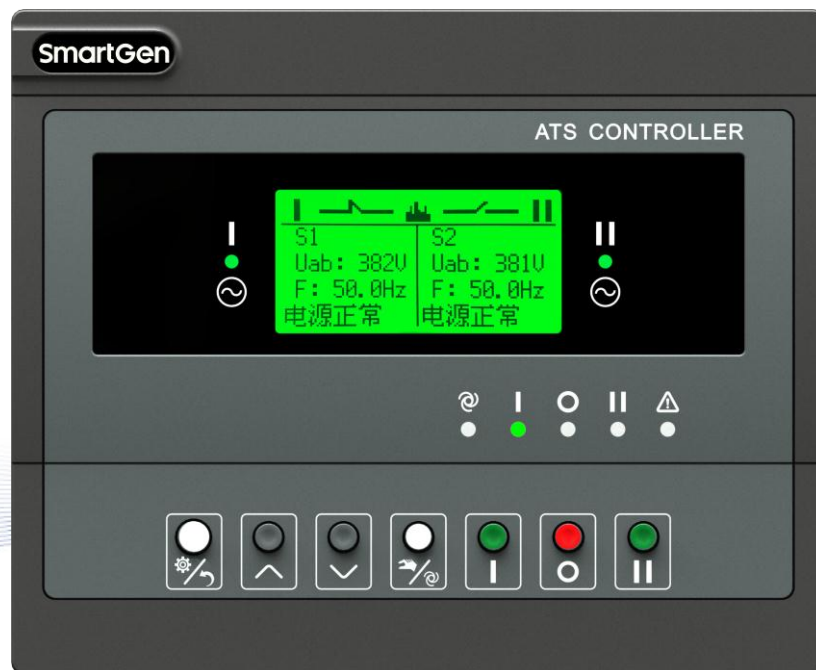 SmartGen
ATS CONTROLLER
I II
S1 S2
Uab: 382V Uab: 381V
F: 50.0Hz F: 50.0Hz
电源正常 电源正常
I II
I O II
I O II